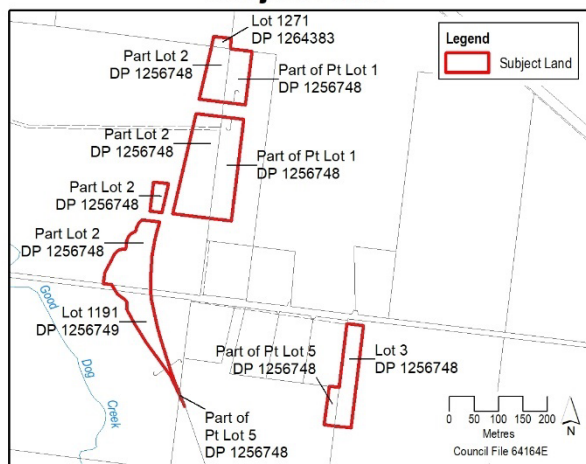 Lot 1271
DP 1264383
Part Lot 2
DP 1256748
Part of Pt Lot 1
DP 1256748
Legend
Subject Land
Part Lot 2
DP 1256748
Part of Pt Lot 1
DP 1256748
Part Lot 2
DP 1256748
Part Lot 2
DP 1256748
Good
Dog
Creek
Lot 1191
DP 1256749
Part of
Pt Lot 5
DP 1256748
Part of Pt Lot 5
DP 1256748
Lot 3
DP 1256748
0 50 100 150 200
Metres
N
Council File 64164E